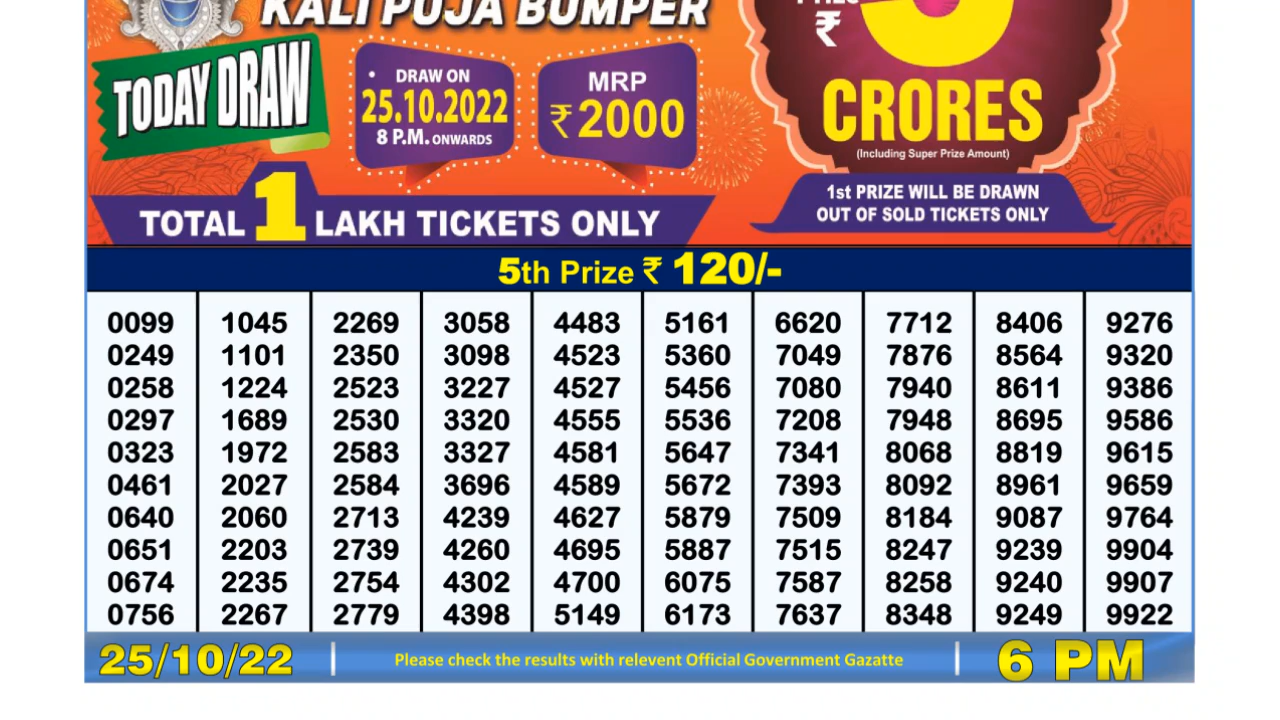 KALI PUJA BUMPER
₹
TODAY DRAW
DRAW ON
25.10.2022
8 P.M. ONWARDS
MRP
₹2000
CRORES
(Including Super Prize Amount)
TOTAL 1 LAKH TICKETS ONLY
1st PRIZE WILL BE DRAWN
OUT OF SOLD TICKETS ONLY
5th Prize ₹ 120/-
0099 1045 2269 3058 4483 5161 6620 7712 8406 9276
0249 1101 2350 3098 4523 5360 7049 7876 8564 9320
0258 1224 2523 3227 4527 5456 7080 7940 8611 9386
0297 1689 2530 3320 4555 5536 7208 7948 8695 9586
0323 1972 2583 3327 4581 5647 7341 8068 8819 9615
0461 2027 2584 3696 4589 5672 7393 8092 8961 9659
0640 2060 2713 4239 4627 5879 7509 8184 9087 9764
0651 2203 2739 4260 4695 5887 7515 8247 9239 9904
0674 2235 2754 4302 4700 6075 7587 8258 9240 9907
0756 2267 2779 4398 5149 6173 7637 8348 9249 9922
25/10/22 | Please check the results with relevent Official Government Gazatte | 6 PM